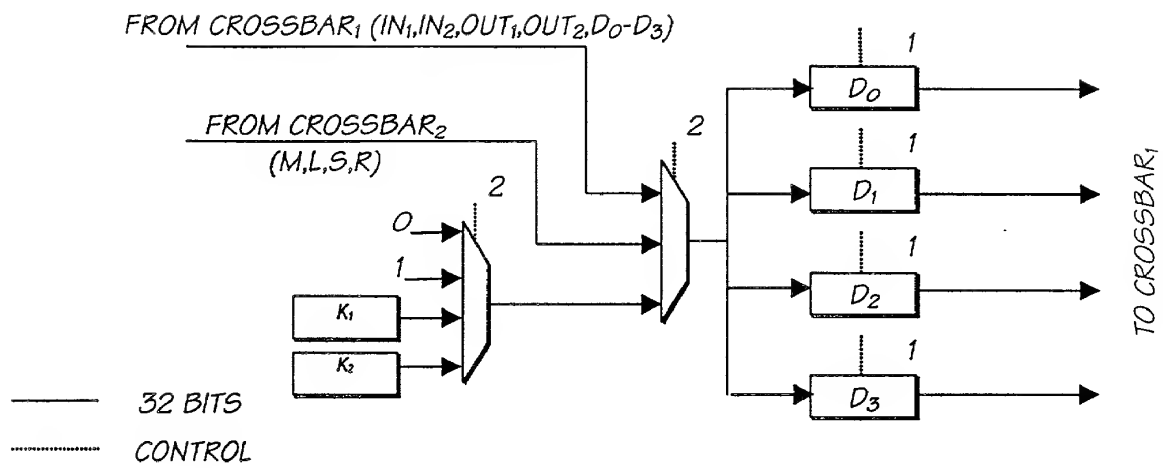 FROM CROSSBAR₁ (IN₁,IN₂,OUT₁,OUT₂,D₀-D₃)
1
D₀
FROM CROSSBAR₂
(M,L,S,R)
2
1
D₁
2
0
1
1
D₂
K₁
K₂
1
D₃
TO CROSSBAR₁
32 BITS
CONTROL